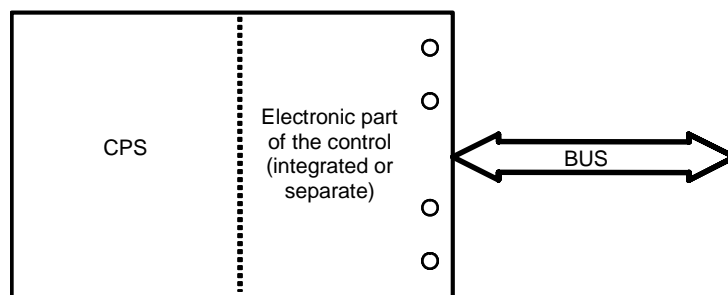 CPS
Electronic part
of the control
(integrated or
separate)
BUS